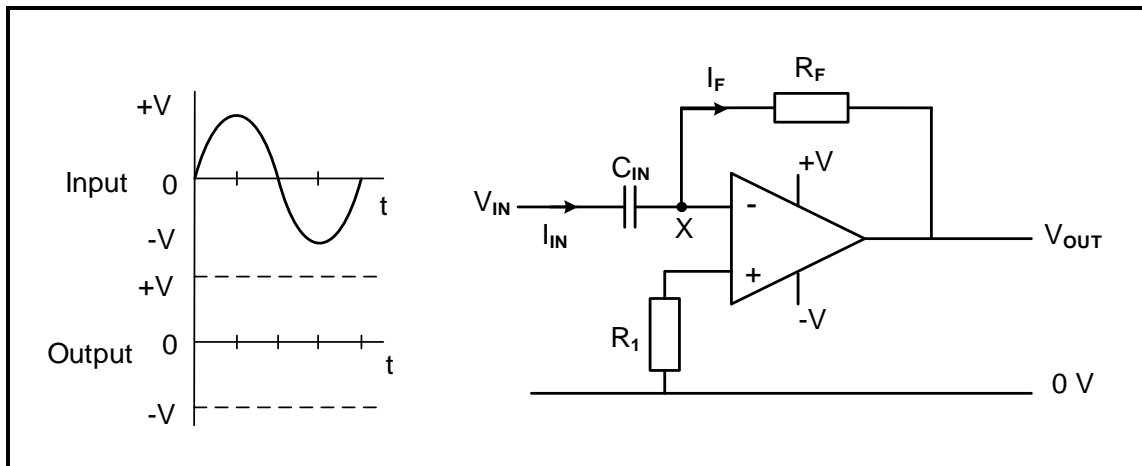 +V
Input
0
t
-V
+V
Output
0
t
-V
I_F
R_F
C_IN
V_IN
I_IN
X
-
+
+V
-V
V_OUT
R_1
0 V